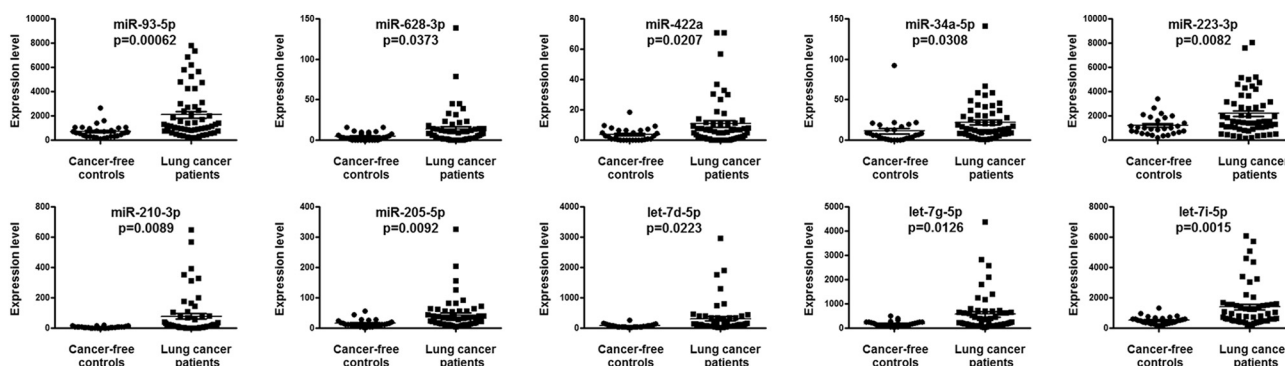 miR-93-5p
p=0.00062
Expression level
10000
8000
6000
4000
2000
0
Cancer-free
controls
Lung cancer
patients
miR-628-3p
p=0.0373
Expression level
150
100
50
0
Cancer-free
controls
Lung cancer
patients
miR-422a
p=0.0207
Expression level
80
60
40
20
0
Cancer-free
controls
Lung cancer
patients
miR-34a-5p
p=0.0308
Expression level
150
100
50
0
Cancer-free
controls
Lung cancer
patients
miR-223-3p
p=0.0082
Expression level
10000
8000
6000
4000
2000
0
Cancer-free
controls
Lung cancer
patients
miR-210-3p
p=0.0089
Expression level
800
600
400
200
0
Cancer-free
controls
Lung cancer
patients
miR-205-5p
p=0.0092
Expression level
400
300
200
100
0
Cancer-free
controls
Lung cancer
patients
let-7d-5p
p=0.0223
Expression level
4000
3000
2000
1000
0
Cancer-free
controls
Lung cancer
patients
let-7g-5p
p=0.0126
Expression level
5000
4000
3000
2000
1000
0
Cancer-free
controls
Lung cancer
patients
let-7i-5p
p=0.0015
Expression level
8000
6000
4000
2000
0
Cancer-free
controls
Lung cancer
patients